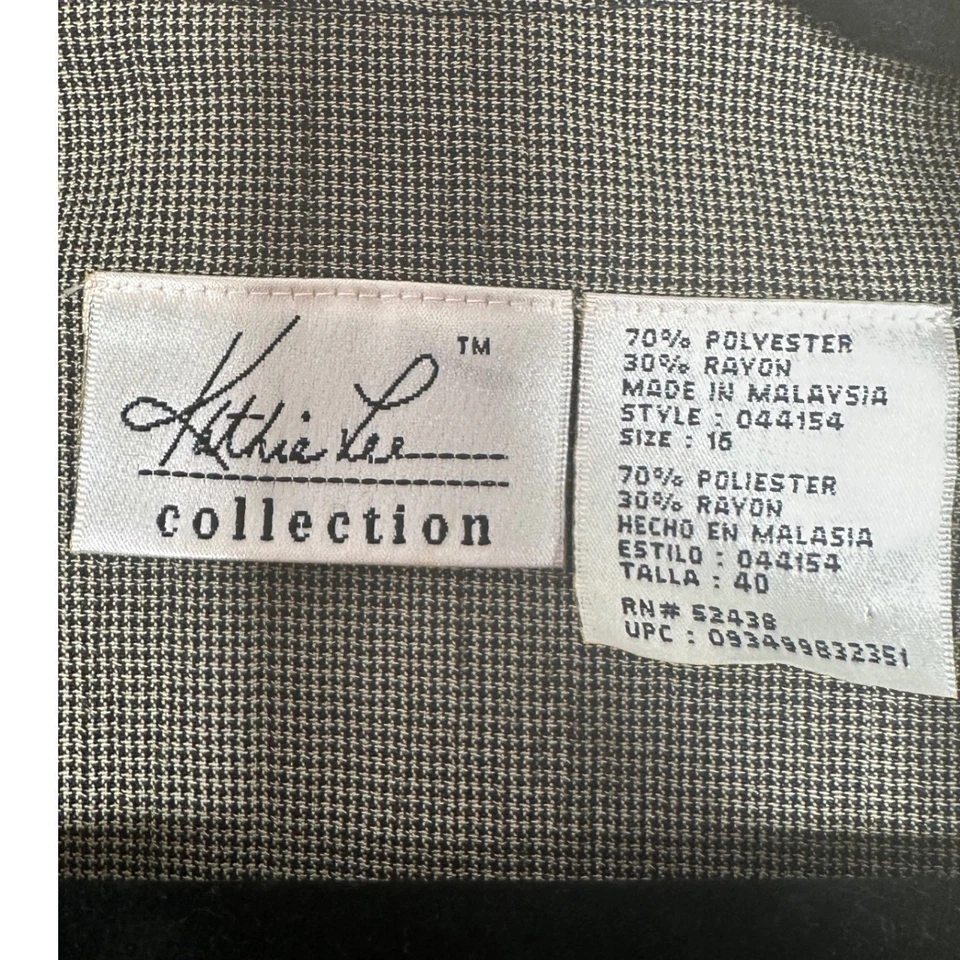 Kathie Lee TM
collection
70% POLYESTER
30% RAYON
MADE IN MALAYSIA
STYLE : 044154
SIZE : 16
70% POLIESTER
30% RAYON
HECHO EN MALASIA
ESTILO : 044154
TALLA : 40
RN# 52438
UPC : 093499832351